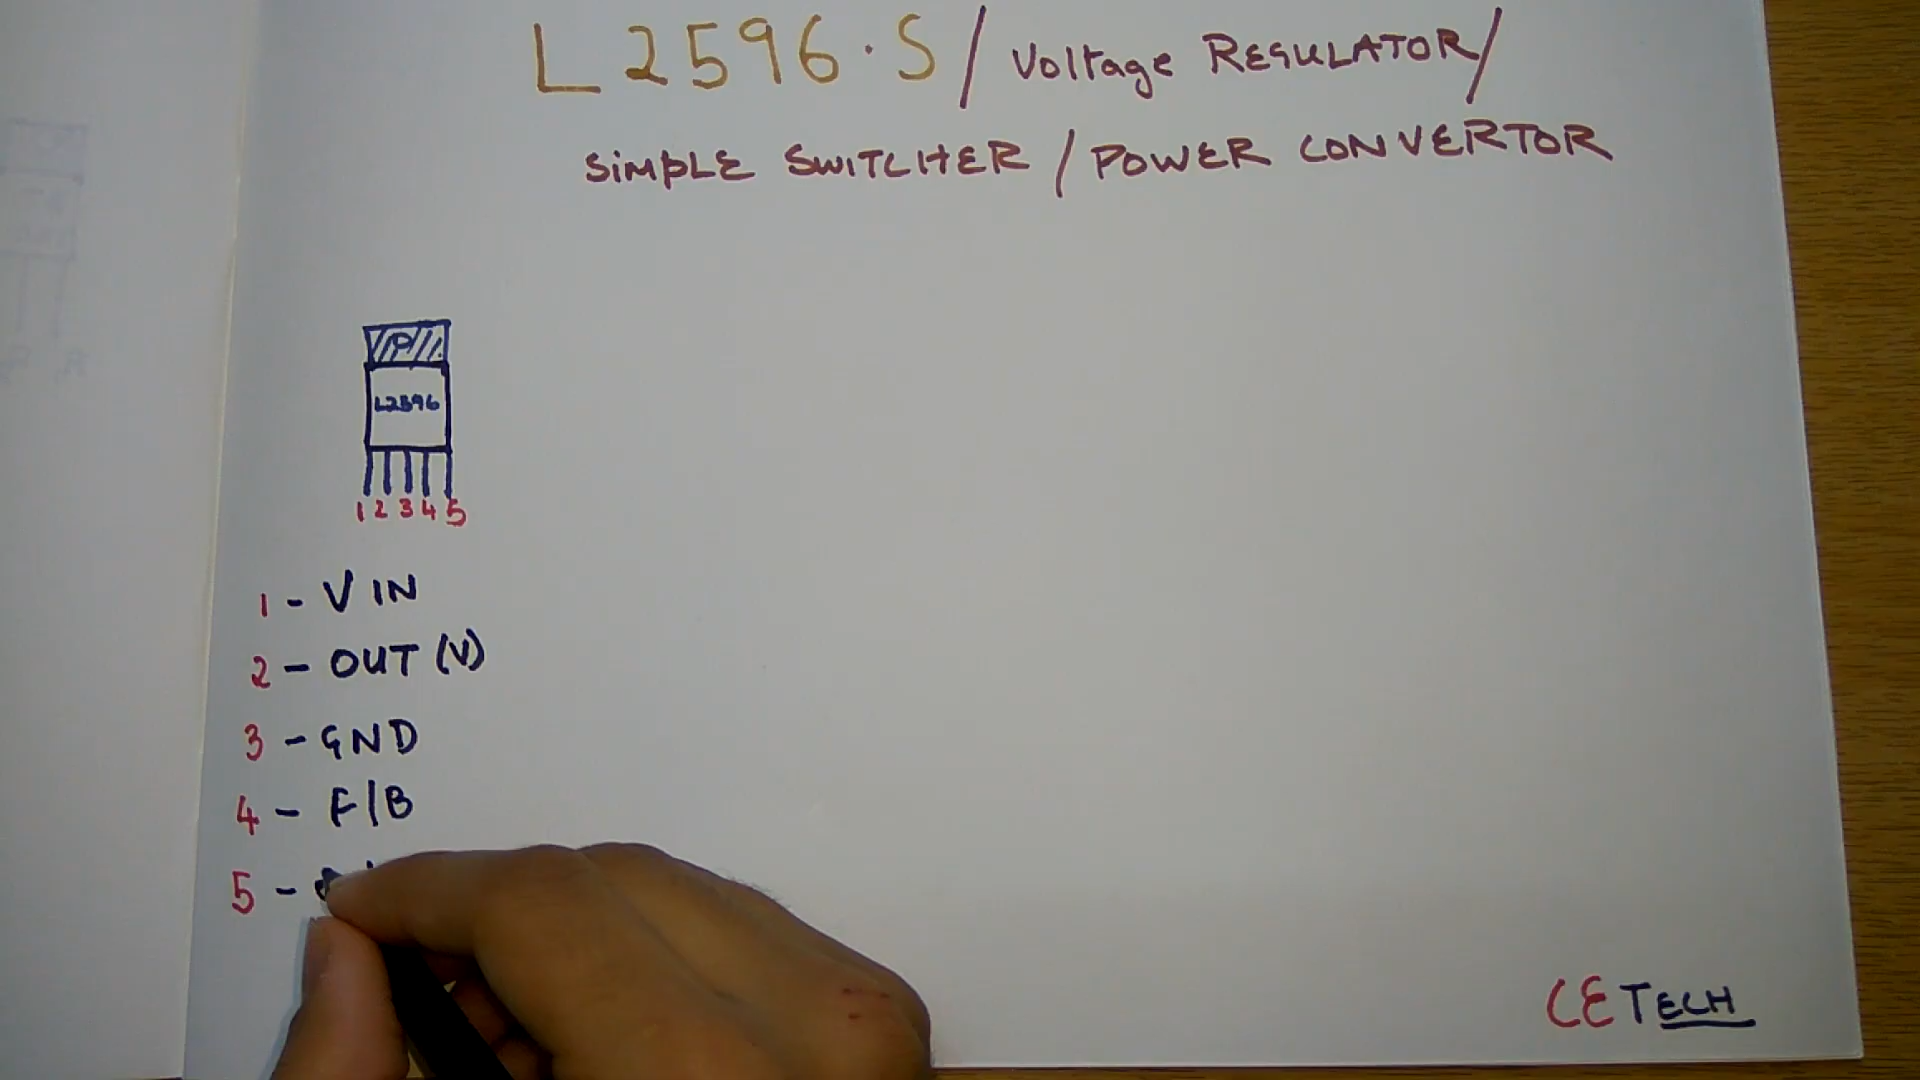 L2596·S / Voltage REGULATOR /
SIMPLE SWITCHER / POWER CONVERTOR
L2596
1 2 3 4 5
1 - V IN
2 - OUT (V)
3 - GND
4 - F/B
5 -
CETECH